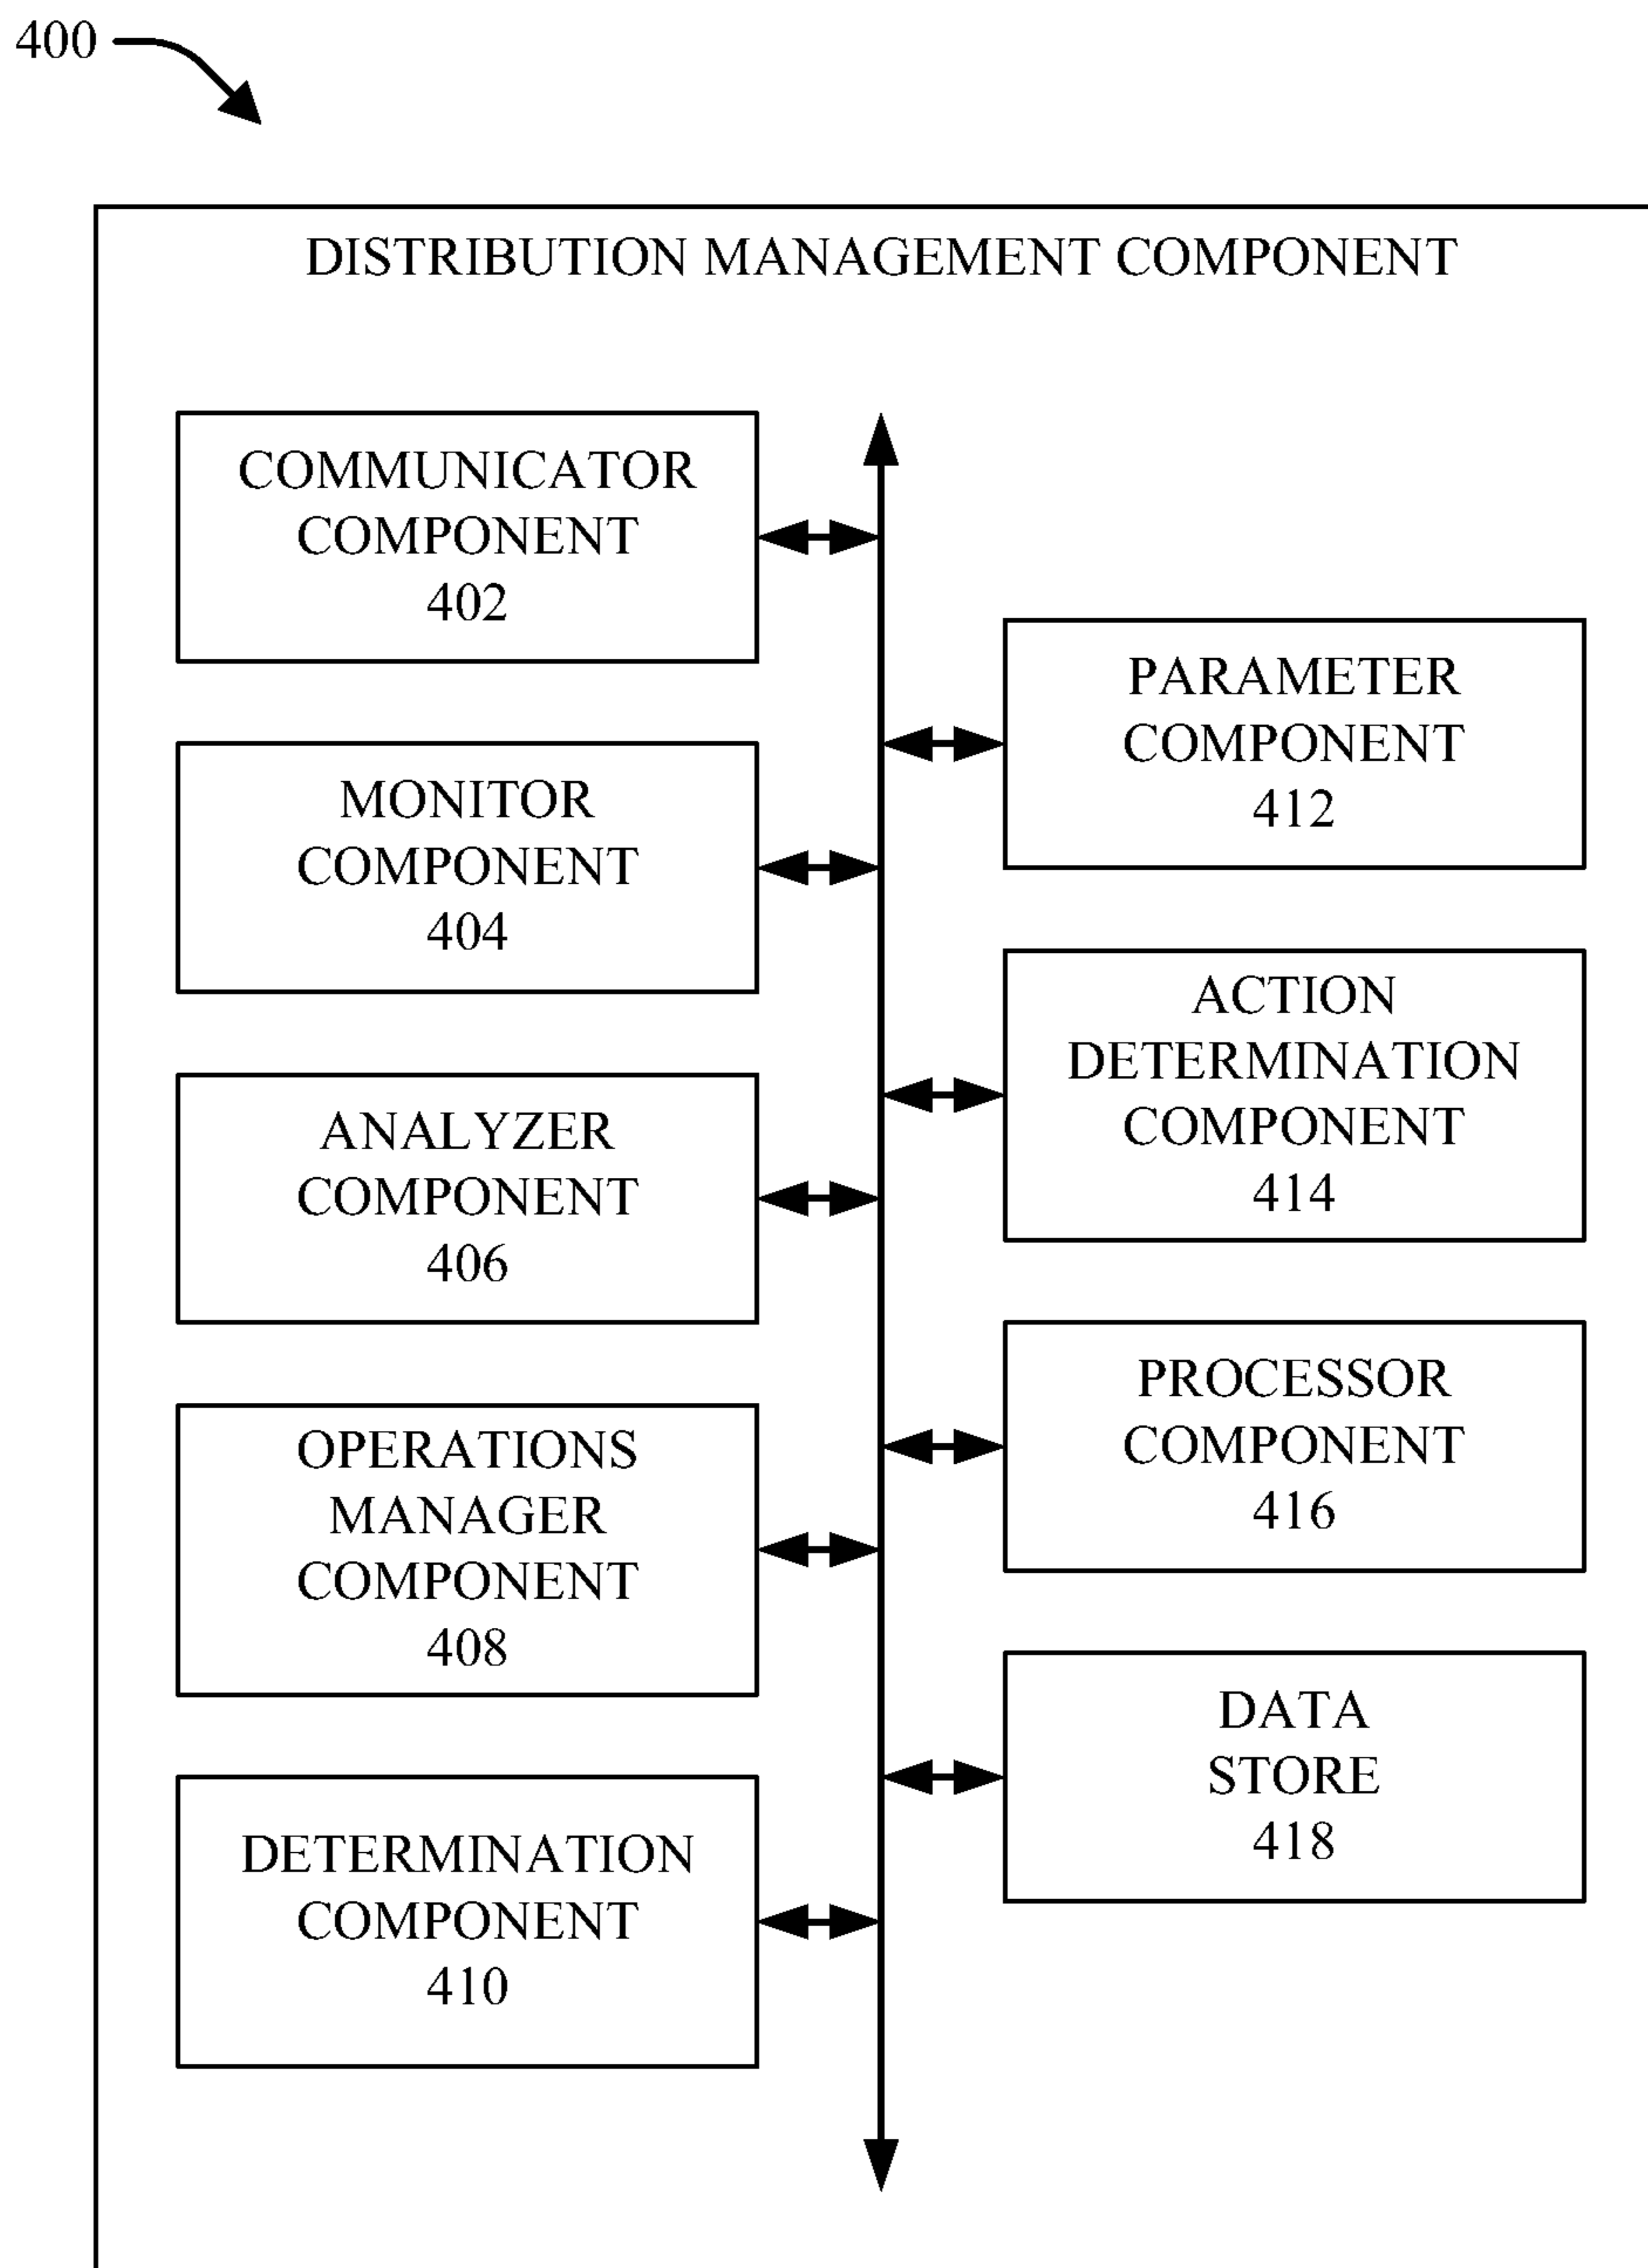 400
DISTRIBUTION MANAGEMENT COMPONENT
COMMUNICATOR
COMPONENT
402
MONITOR
COMPONENT
404
ANALYZER
COMPONENT
406
OPERATIONS
MANAGER
COMPONENT
408
DETERMINATION
COMPONENT
410
PARAMETER
COMPONENT
412
ACTION
DETERMINATION
COMPONENT
414
PROCESSOR
COMPONENT
416
DATA
STORE
418